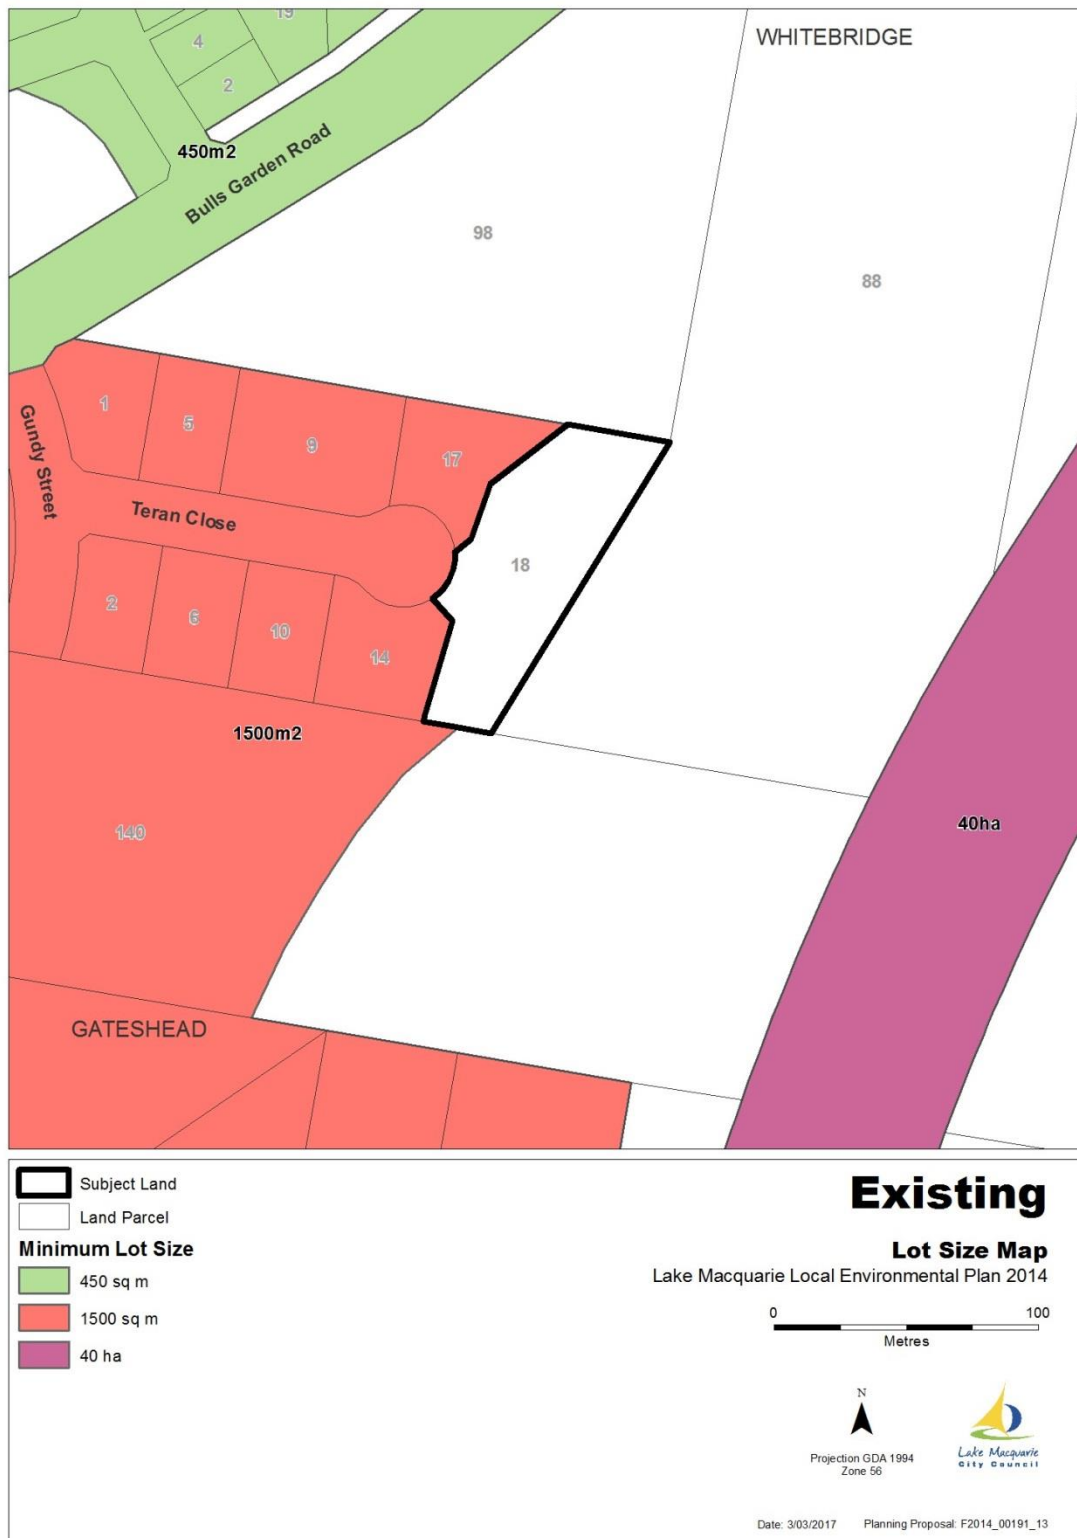 19
WHITEBRIDGE
4
2
450m2
Bulls Garden Road
98
88
1
5
9
17
Gundy Street
Teran Close
18
2
6
10
14
1500m2
140
40ha
GATESHEAD
Subject Land
Land Parcel
Minimum Lot Size
450 sq m
1500 sq m
40 ha
Existing
Lot Size Map
Lake Macquarie Local Environmental Plan 2014
0 100
Metres
N
Projection GDA 1994
Zone 56
Lake Macquarie
City Council
Date: 3/03/2017 Planning Proposal: F2014_00191_13